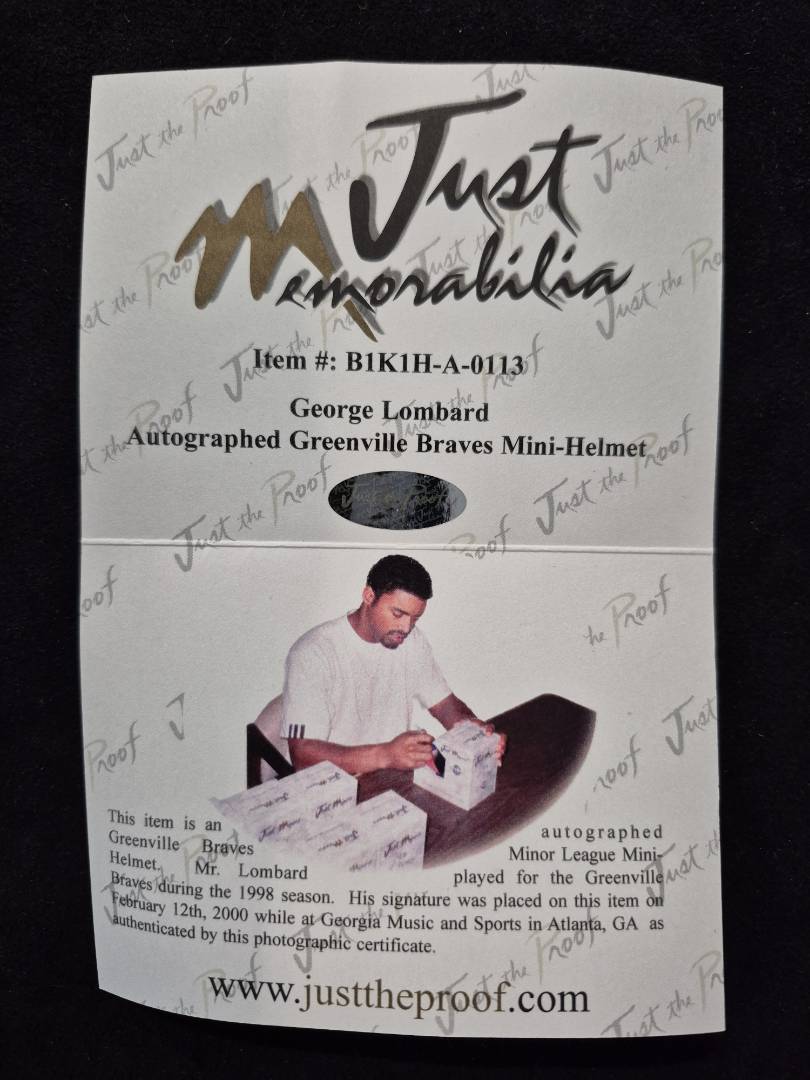 Just
Memorabilia
Item #: B1K1H-A-0113
George Lombard
Autographed Greenville Braves Mini-Helmet
Just the Proof
This item is an autographed
Greenville Braves Minor League Mini-
Helmet. Mr. Lombard played for the Greenville
Braves during the 1998 season. His signature was placed on this item on
February 12th, 2000 while at Georgia Music and Sports in Atlanta, GA as
authenticated by this photographic certificate.
www.justtheproof.com